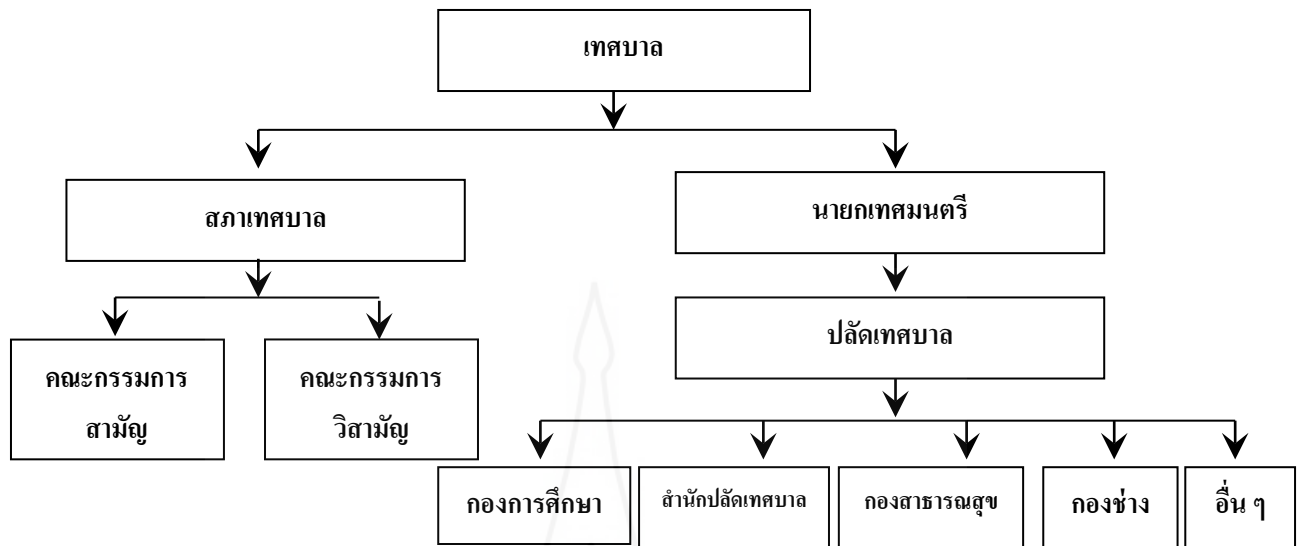 เทศบาล
สภาเทศบาล
นายกเทศมนตรี
ปลัดเทศบาล
คณะกรรมการ
สามัญ
คณะกรรมการ
วิสามัญ
กองการศึกษา
สำนักปลัดเทศบาล
กองสาธารณสุข
กองช่าง
อื่น ๆ